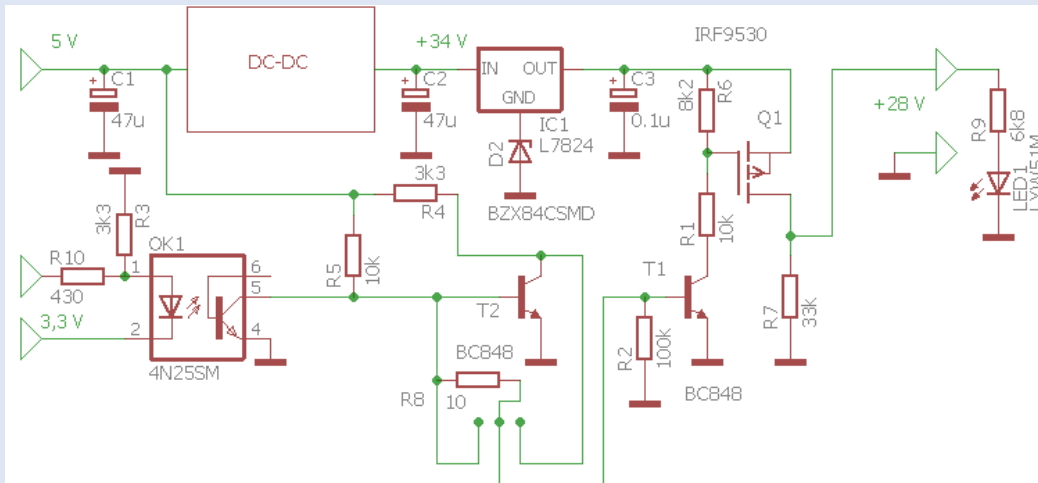 IRF9530
5 V
+34 V
DC-DC
IN
OUT
GND
C1
47u
C2
47u
C3
0.1u
IC1
L7824
D2
BZX84CSMD
8k2
R6
Q1
+28 V
R9
6k8
LED1
3k3
R4
3k3
R3
R10
430
OK1
1
2
6
5
4
3,3 V
4N25SM
R5
10k
T2
BC848
R8
10
R1
10k
T1
R2
100k
BC848
R7
33k